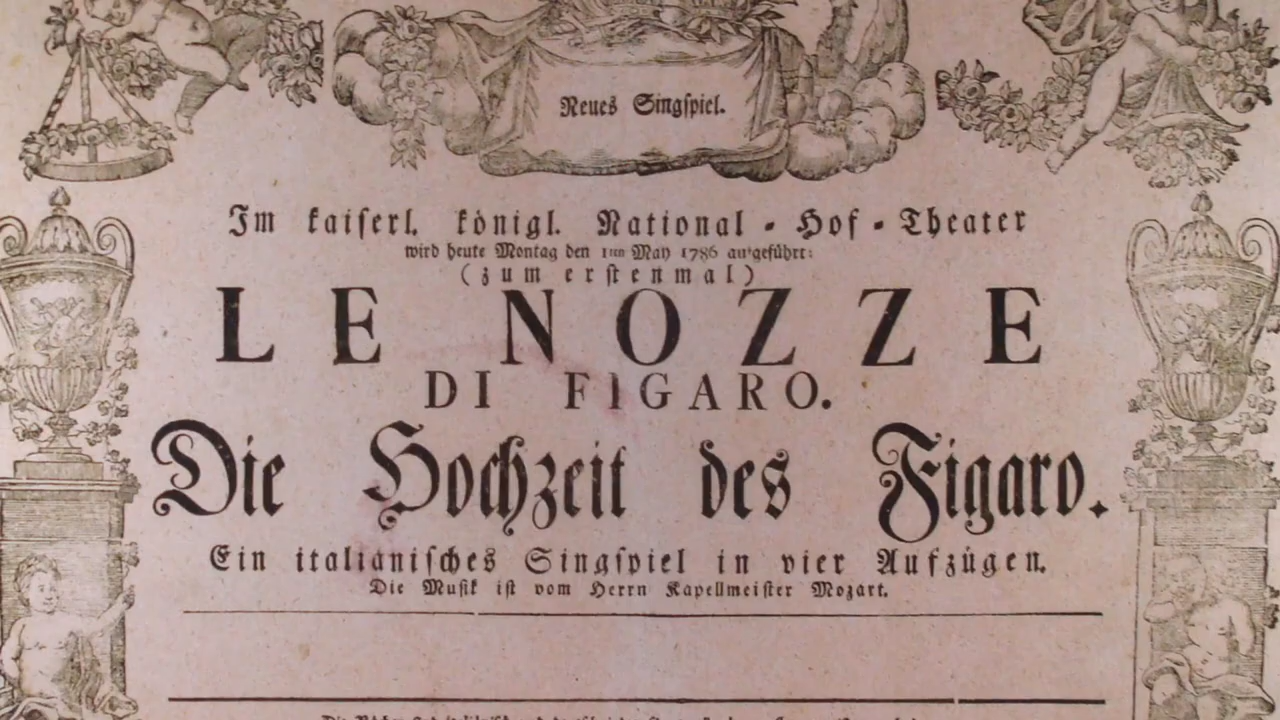 Neues Singſpiel.
Im kaiſerl. königl. National - Hof - Theater
wird heute Montag den 1ten May 1786 aufgeführt:
(zum erſtenmal)
LE NOZZE
DI FIGARO.
Die Hochzeit des Figaro.
Ein italiäniſches Singſpiel in vier Aufzügen.
Die Muſik iſt vom Herrn Kapellmeiſter Mozart.
Die